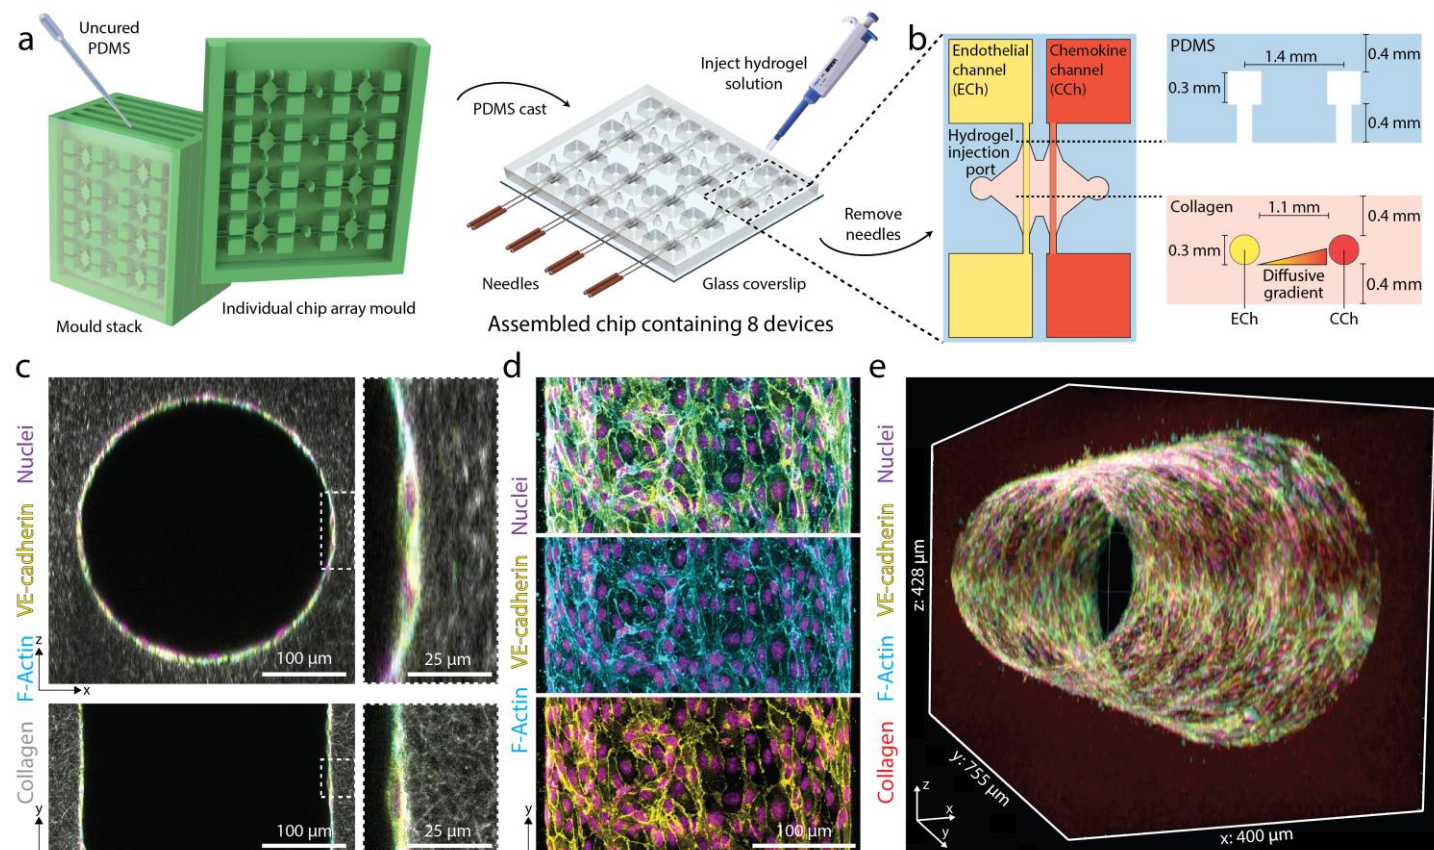 a
Uncured
PDMS
Mould stack
Individual chip array mould
PDMS cast
Inject hydrogel
solution
Needles
Glass coverslip
Assembled chip containing 8 devices
Remove
needles
b
Endothelial
channel
(ECh)
Chemokine
channel
(CCh)
Hydrogel
injection
port
PDMS
1.4 mm
0.4 mm
0.3 mm
0.4 mm
Collagen
1.1 mm
0.4 mm
0.3 mm
Diffusive
gradient
0.4 mm
ECh
CCh
c
Collagen F-Actin VE-cadherin Nuclei
z
x
100 µm
25 µm
y
100 µm
25 µm
d
F-Actin VE-cadherin Nuclei
y
100 µm
e
Collagen F-Actin VE-cadherin Nuclei
z: 428 µm
y: 755 µm
x: 400 µm
z
x
y